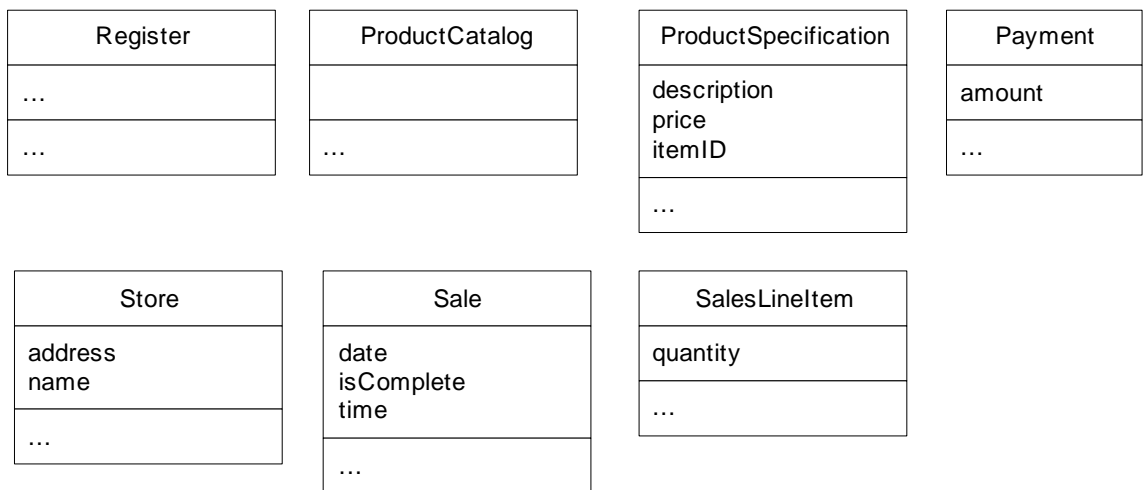 Register
...
...
ProductCatalog
...
ProductSpecification
description
price
itemID
...
Payment
amount
...
Store
address
name
...
Sale
date
isComplete
time
...
SalesLineItem
quantity
...